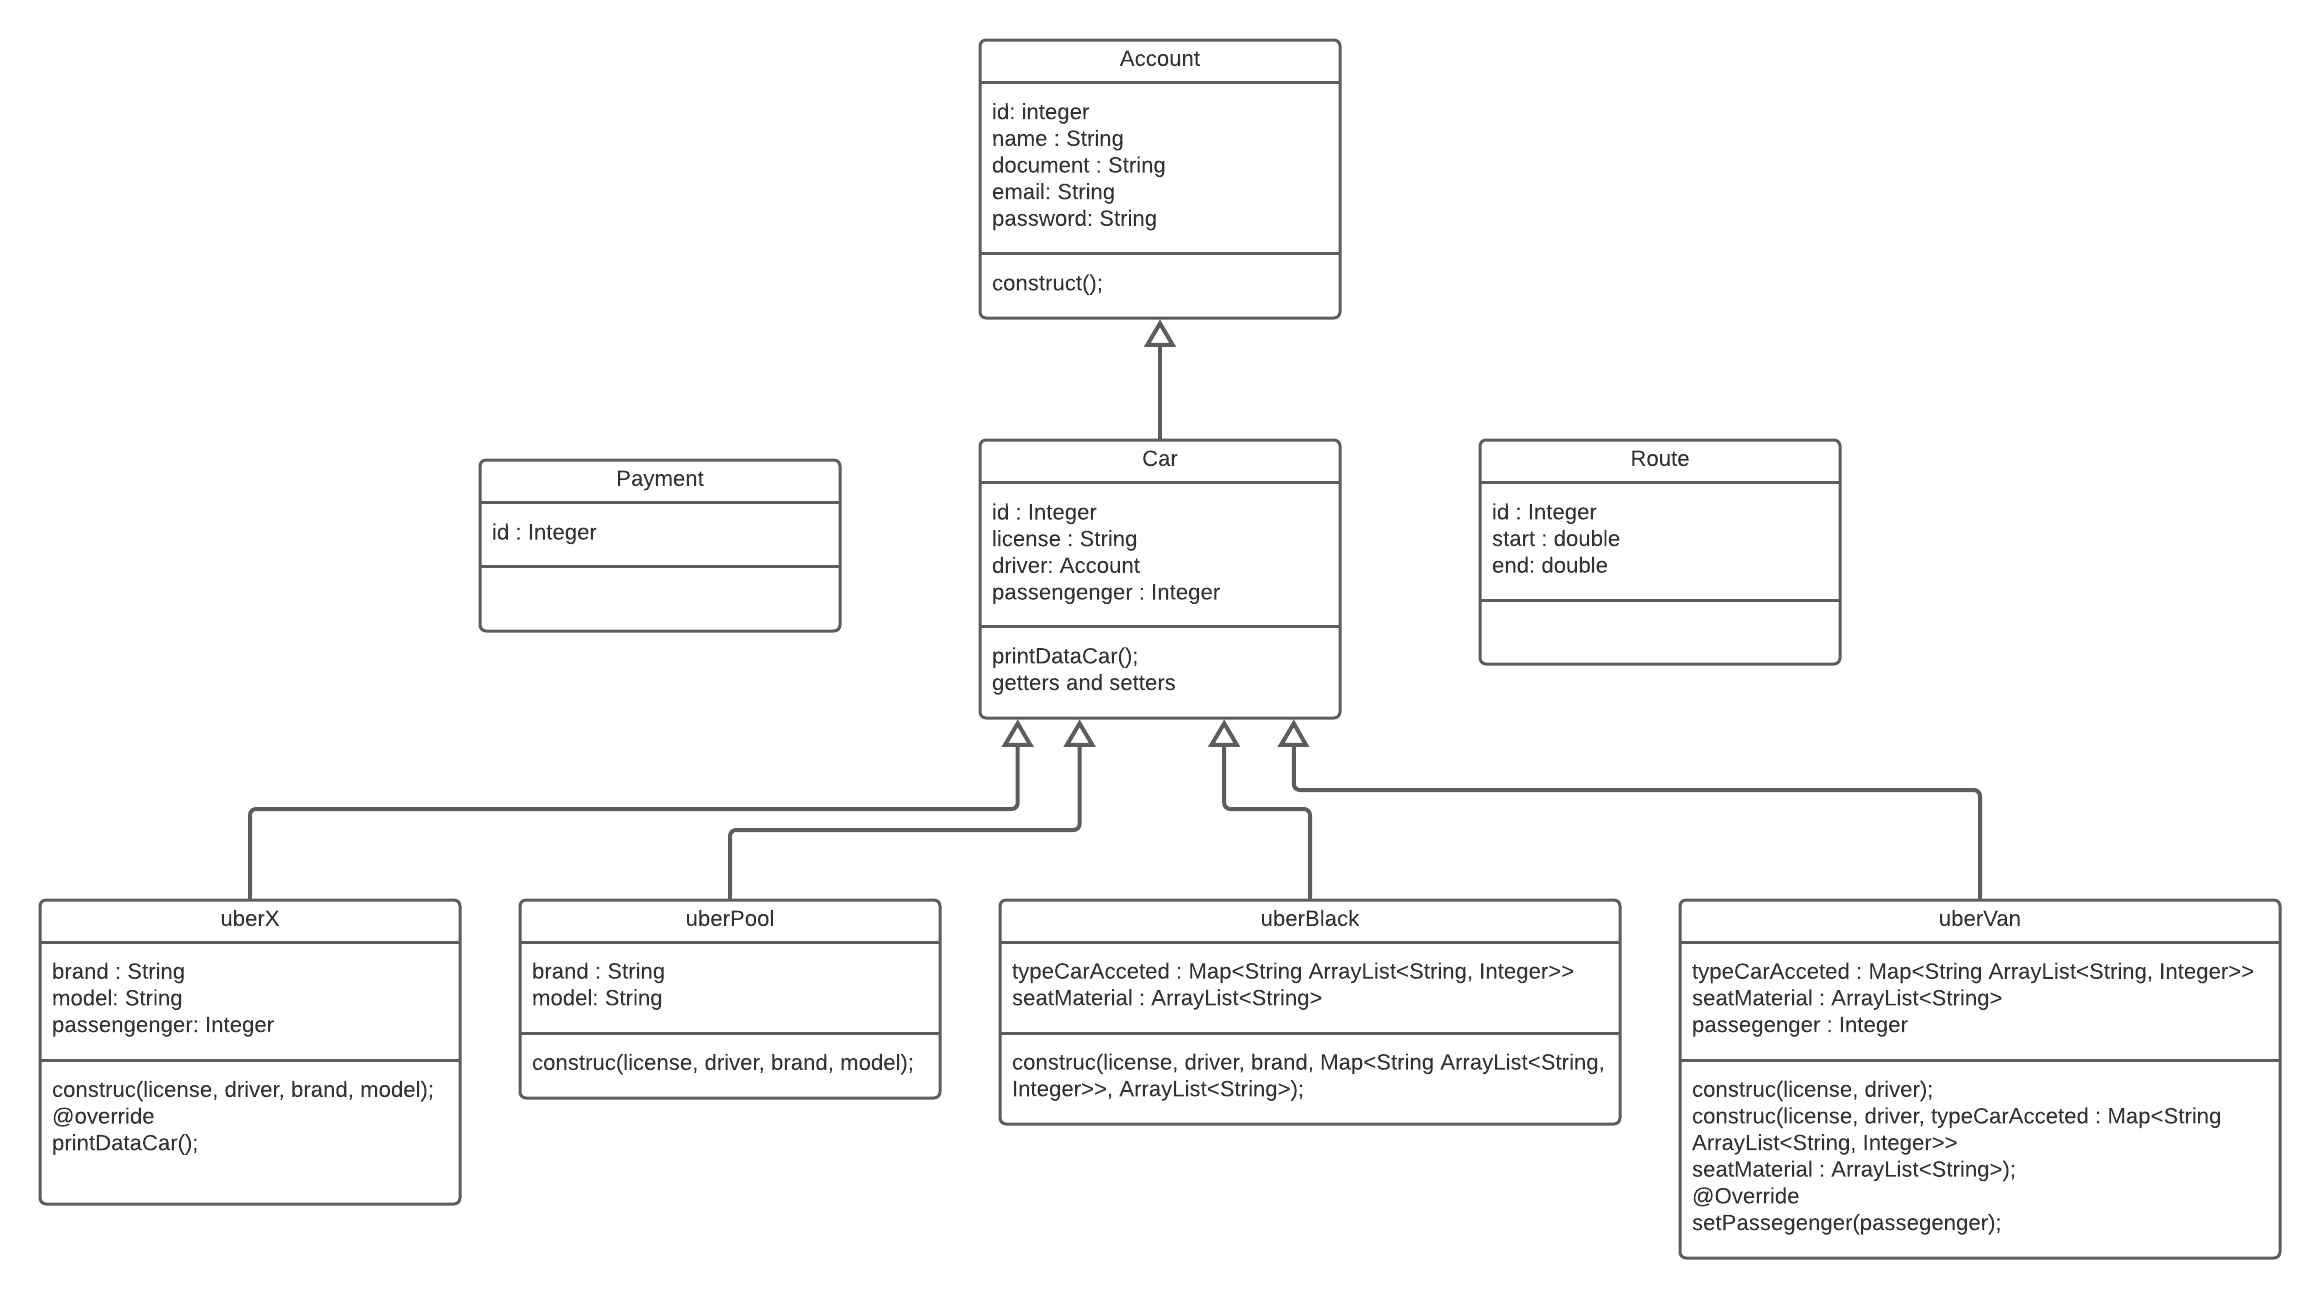 Account
id: integer
name : String
document : String
email: String
password: String
construct();
Payment
id : Integer
Car
id : Integer
license : String
driver: Account
passengenger : Integer
printDataCar();
getters and setters
Route
id : Integer
start : double
end: double
uberX
brand : String
model: String
passengenger: Integer
construc(license, driver, brand, model);
@override
printDataCar();
uberPool
brand : String
model: String
construc(license, driver, brand, model);
uberBlack
typeCarAcceted : Map<String ArrayList<String, Integer>>
seatMaterial : ArrayList<String>
construc(license, driver, brand, Map<String ArrayList<String,
Integer>>, ArrayList<String>);
uberVan
typeCarAcceted : Map<String ArrayList<String, Integer>>
seatMaterial : ArrayList<String>
passegenger : Integer
construc(license, driver);
construc(license, driver, typeCarAcceted : Map<String
ArrayList<String, Integer>>
seatMaterial : ArrayList<String>);
@Override
setPassegenger(passegenger);